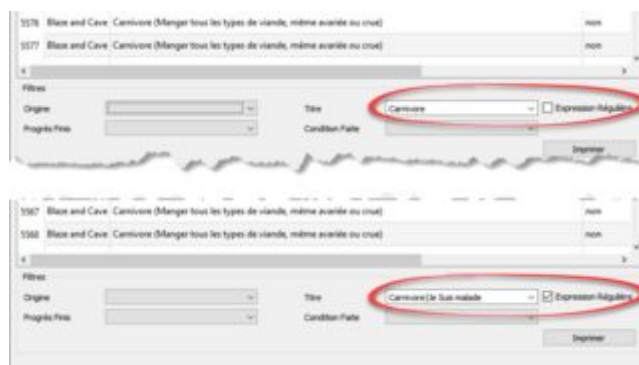 5576 Blaze and Cave Carnivore (Manger tous les types de viande, même avariée ou crue) non
5577 Blaze and Cave Carnivore (Manger tous les types de viande, même avariée ou crue) non
Filtres
Origine Titre Carnivore Expression Régulière
Progrès Finis Condition Faite
Imprimer
5567 Blaze and Cave Carnivore (Manger tous les types de viande, même avariée ou crue) non
5568 Blaze and Cave Carnivore (Manger tous les types de viande, même avariée ou crue) non
Filtres
Origine Titre Carnivore|Je Suis malade Expression Régulière
Progrès Finis Condition Faite
Imprimer